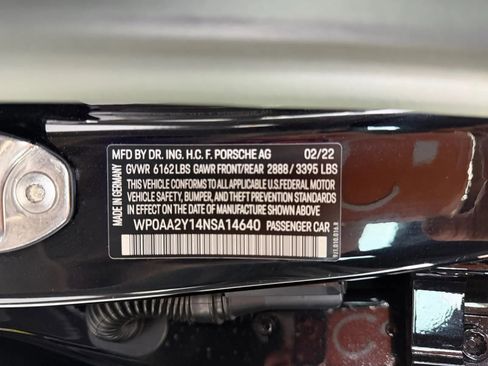 MFD. BY DR. ING. H.C. F. PORSCHE AG 02/22
GVWR 6162 LBS GAWR FRONT/REAR 2888 / 3395 LBS
THIS VEHICLE CONFORMS TO ALL APPLICABLE U.S. FEDERAL MOTOR
VEHICLE SAFETY, BUMPER, AND THEFT PREVENTION STANDARDS
IN EFFECT ON THE DATE OF MANUFACTURE SHOWN ABOVE.
WP0AA2Y14NSA14640 PASSENGER CAR
MADE IN GERMANY